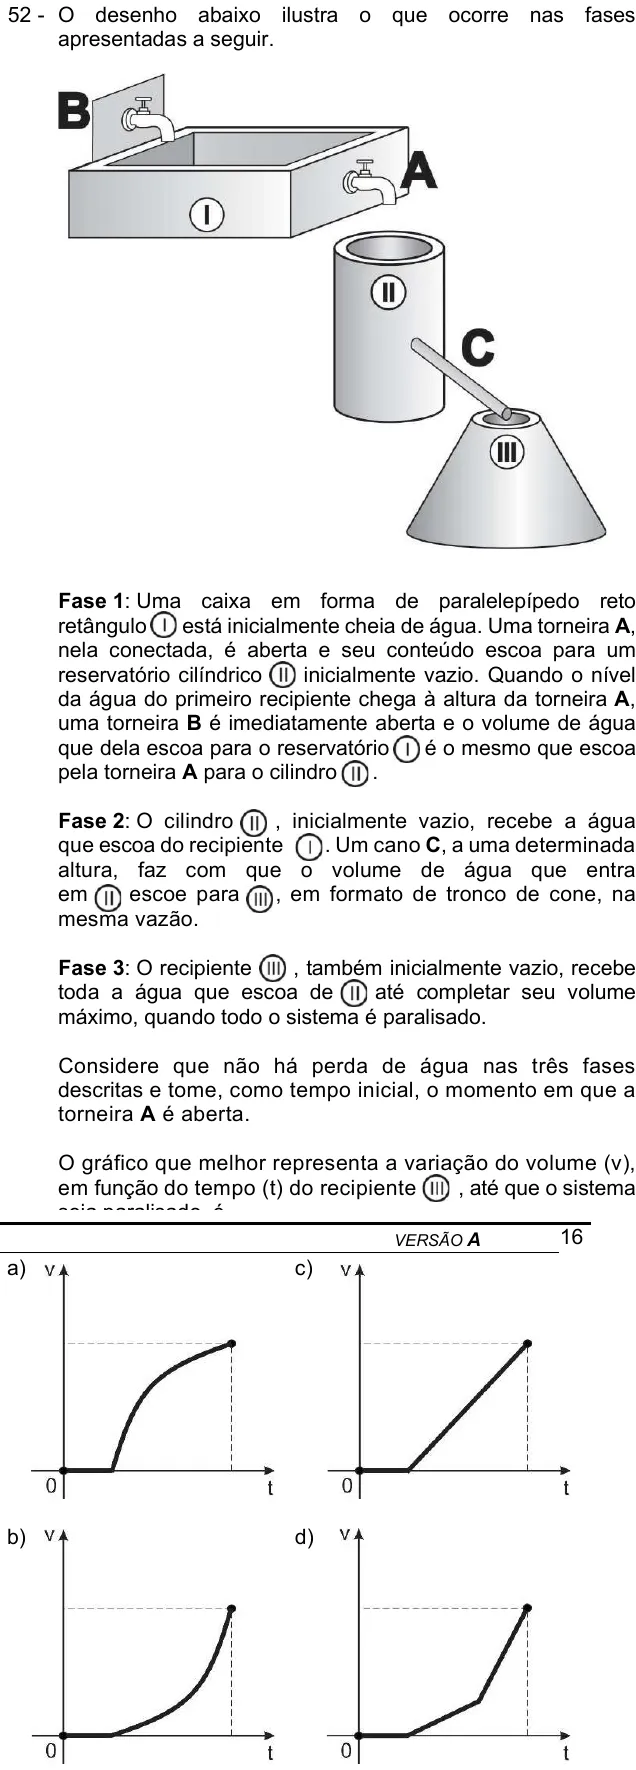 52 - O desenho abaixo ilustra o que ocorre nas fases
apresentadas a seguir.
B
A
I
II
C
III
Fase 1: Uma caixa em forma de paralelepípedo reto
retângulo I está inicialmente cheia de água. Uma torneira A,
nela conectada, é aberta e seu conteúdo escoa para um
reservatório cilíndrico II inicialmente vazio. Quando o nível
da água do primeiro recipiente chega à altura da torneira A,
uma torneira B é imediatamente aberta e o volume de água
que dela escoa para o reservatório I é o mesmo que escoa
pela torneira A para o cilindro II .
Fase 2: O cilindro II , inicialmente vazio, recebe a água
que escoa do recipiente I . Um cano C, a uma determinada
altura, faz com que o volume de água que entra
em II escoe para III , em formato de tronco de cone, na
mesma vazão.
Fase 3: O recipiente III , também inicialmente vazio, recebe
toda a água que escoa de II até completar seu volume
máximo, quando todo o sistema é paralisado.
Considere que não há perda de água nas três fases
descritas e tome, como tempo inicial, o momento em que a
torneira A é aberta.
O gráfico que melhor representa a variação do volume (v),
em função do tempo (t) do recipiente III , até que o sistema
VERSÃO A 16
a) v
0 t
c) v
0 t
b) v
0 t
d) v
0 t